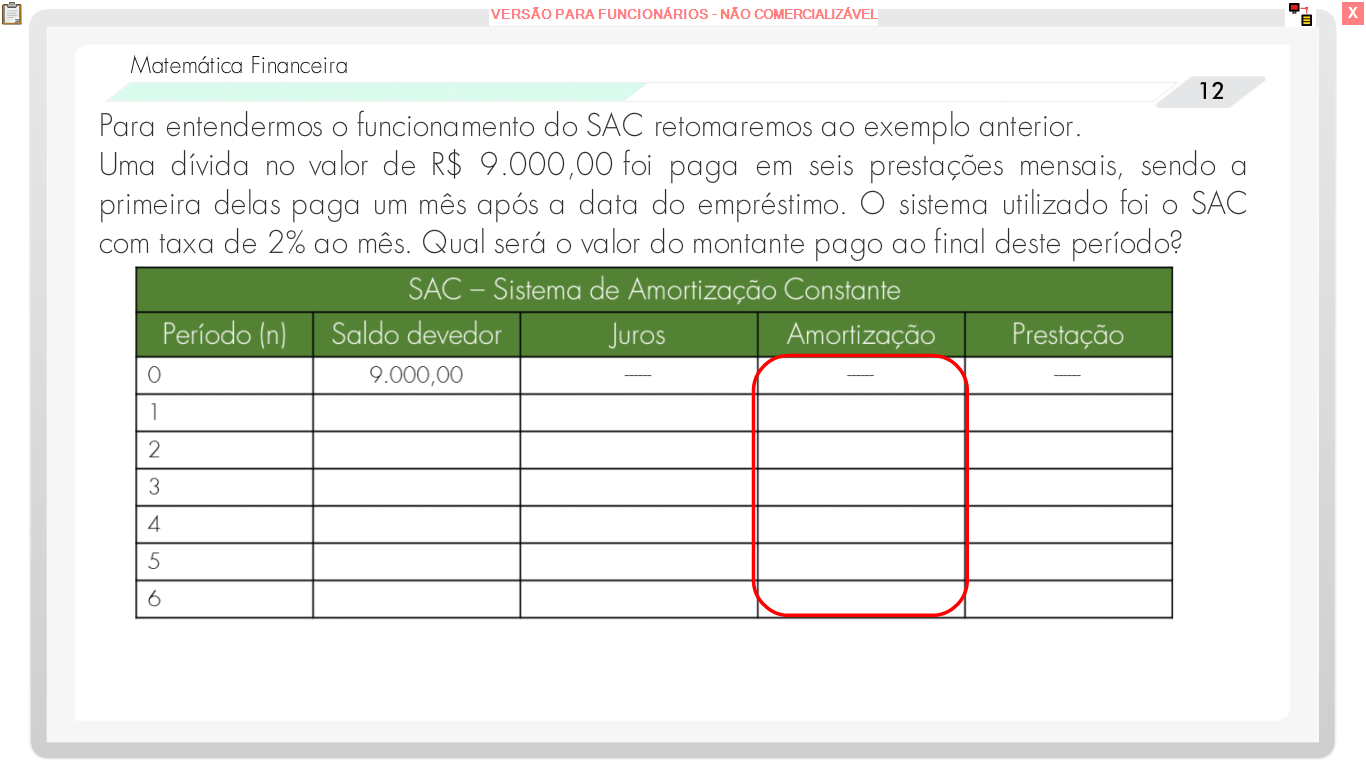 VERSÃO PARA FUNCIONÁRIOS - NÃO COMERCIALIZÁVEL
X
Matemática Financeira
12
Para entendermos o funcionamento do SAC retomaremos ao exemplo anterior.
Uma dívida no valor de R$ 9.000,00 foi paga em seis prestações mensais, sendo a
primeira delas paga um mês após a data do empréstimo. O sistema utilizado foi o SAC
com taxa de 2% ao mês. Qual será o valor do montante pago ao final deste período?
SAC – Sistema de Amortização Constante
Período (n) Saldo devedor Juros Amortização Prestação
0 9.000,00 ------ ------ ------
1
2
3
4
5
6